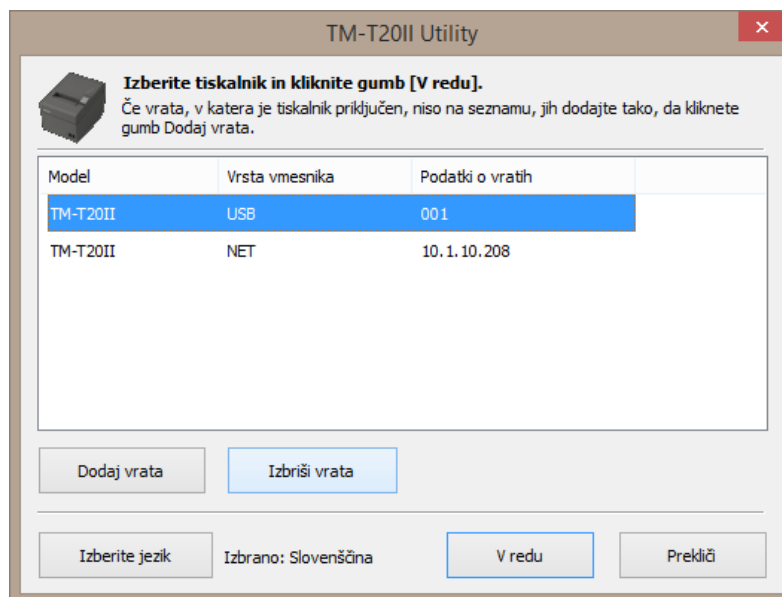 TM-T20II Utility
Izberite tiskalnik in kliknite gumb [V redu].
Če vrata, v katera je tiskalnik priključen, niso na seznamu, jih dodajte tako, da kliknete
gumb Dodaj vrata.
Model Vrsta vmesnika Podatki o vratih
TM-T20II USB 001
TM-T20II NET 10.1.10.208
Dodaj vrata Izbriši vrata
Izberite jezik Izbrano: Slovenščina V redu Prekliči